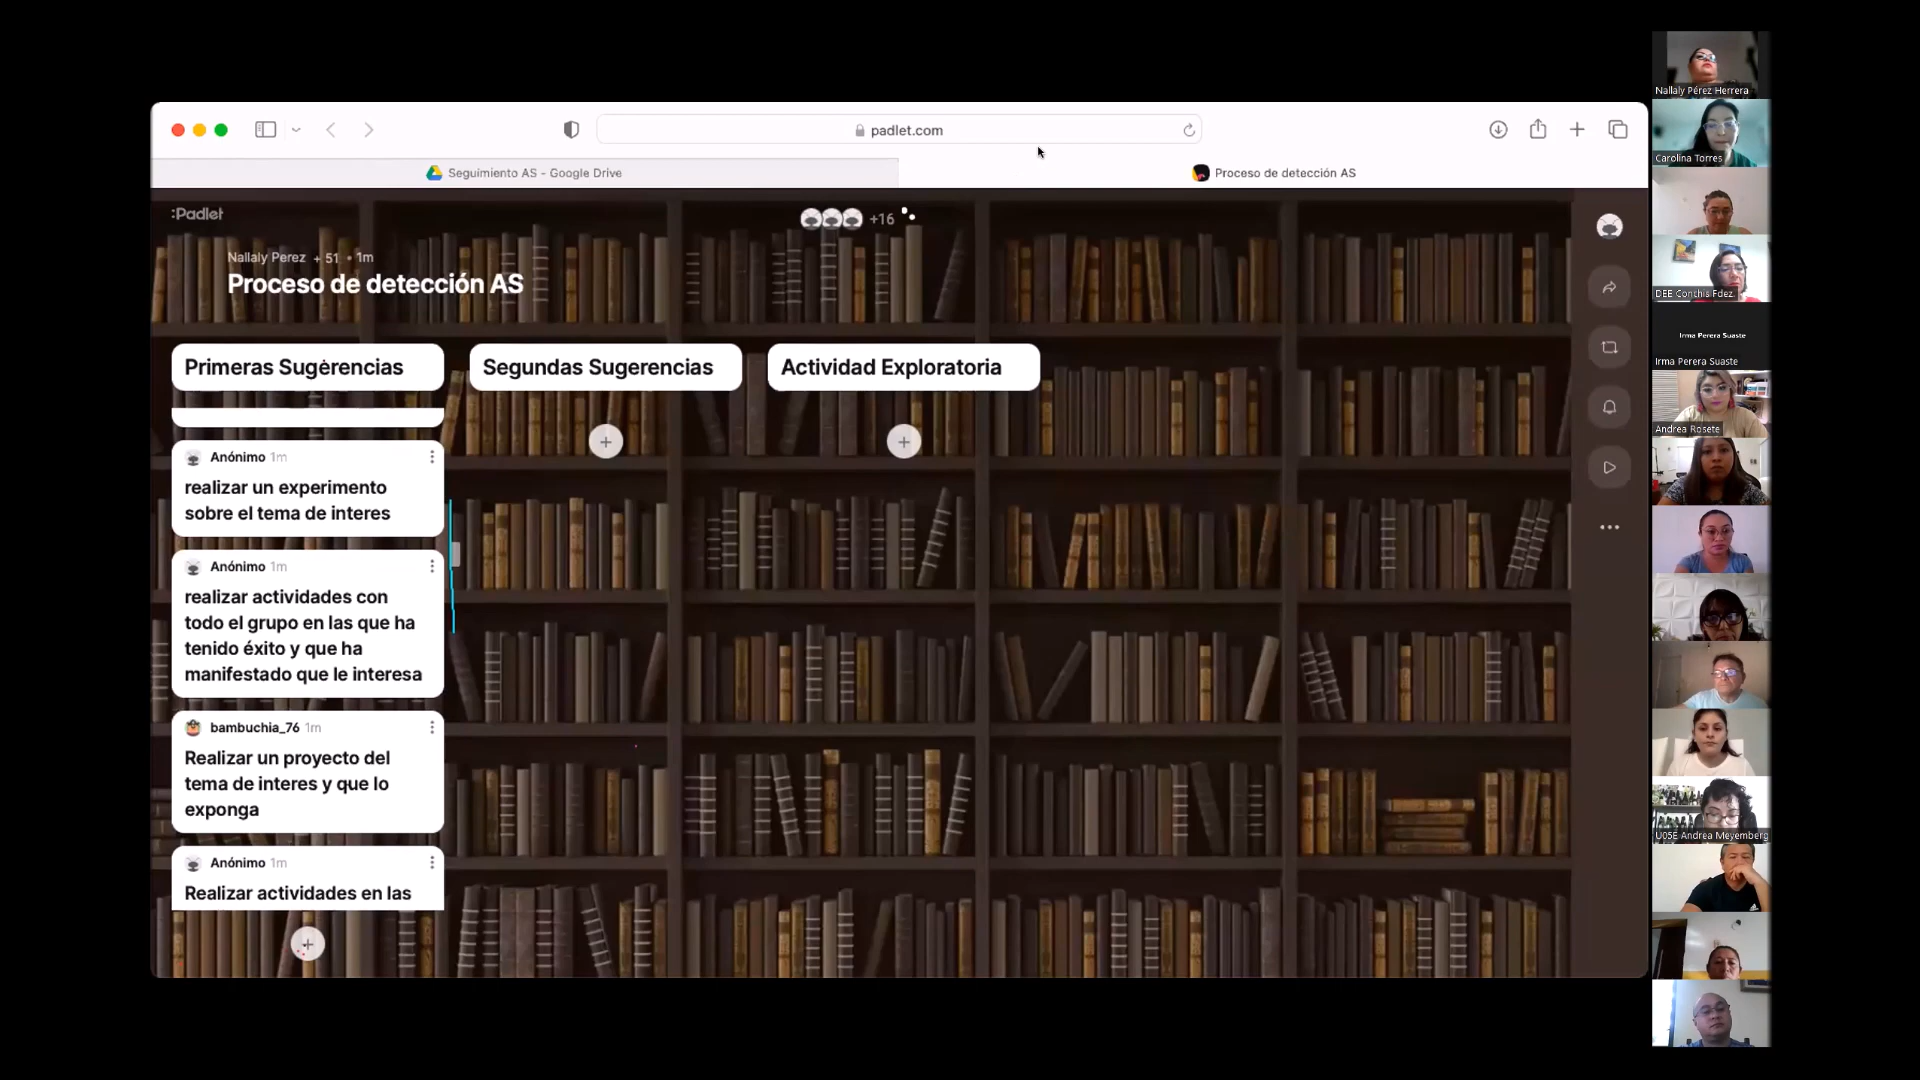 padlet.com
Seguimiento AS - Google Drive
Proceso de detección AS
:Padlet
+16
Nallaly Perez + 51 • 1m
Proceso de detección AS
Primeras Sugerencias
Segundas Sugerencias
Actividad Exploratoria
Anónimo 1m
realizar un experimento
sobre el tema de interes
Anónimo 1m
realizar actividades con
todo el grupo en las que ha
tenido éxito y que ha
manifestado que le interesa
bambuchia_76 1m
Realizar un proyecto del
tema de interes y que lo
exponga
Anónimo 1m
Realizar actividades en las
Nallaly Pérez Herrera
Carolina Torres
DEE Conchis Fdez.
Irma Perera Suaste
Irma Perera Suaste
Andrea Rosete
U05E Andrea Meyemberg